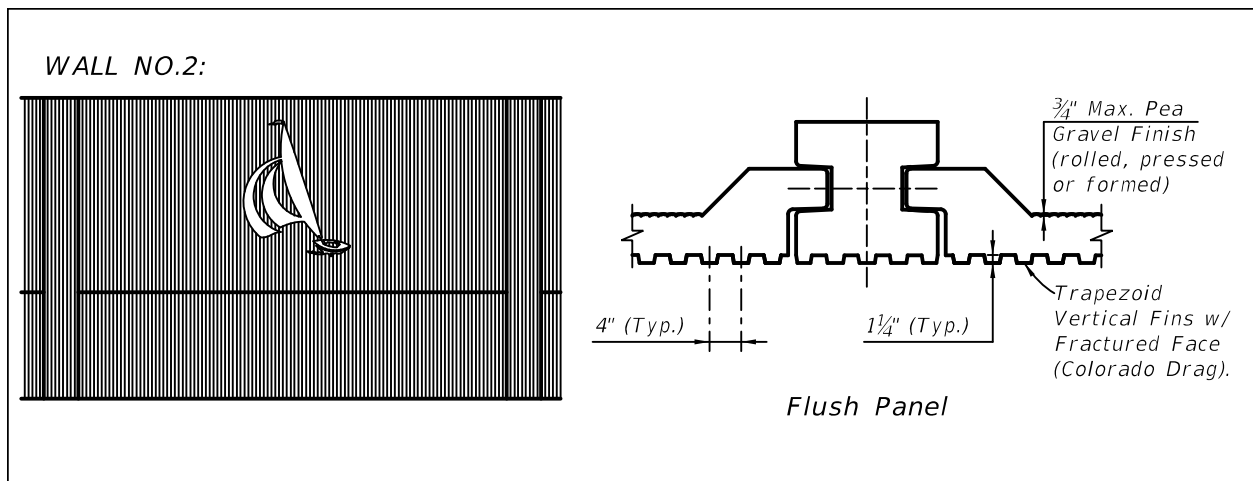 WALL NO.2:
¾" Max. Pea
Gravel Finish
(rolled, pressed
or formed)
4" (Typ.)
1¼" (Typ.)
Trapezoid
Vertical Fins w/
Fractured Face
(Colorado Drag).
Flush Panel